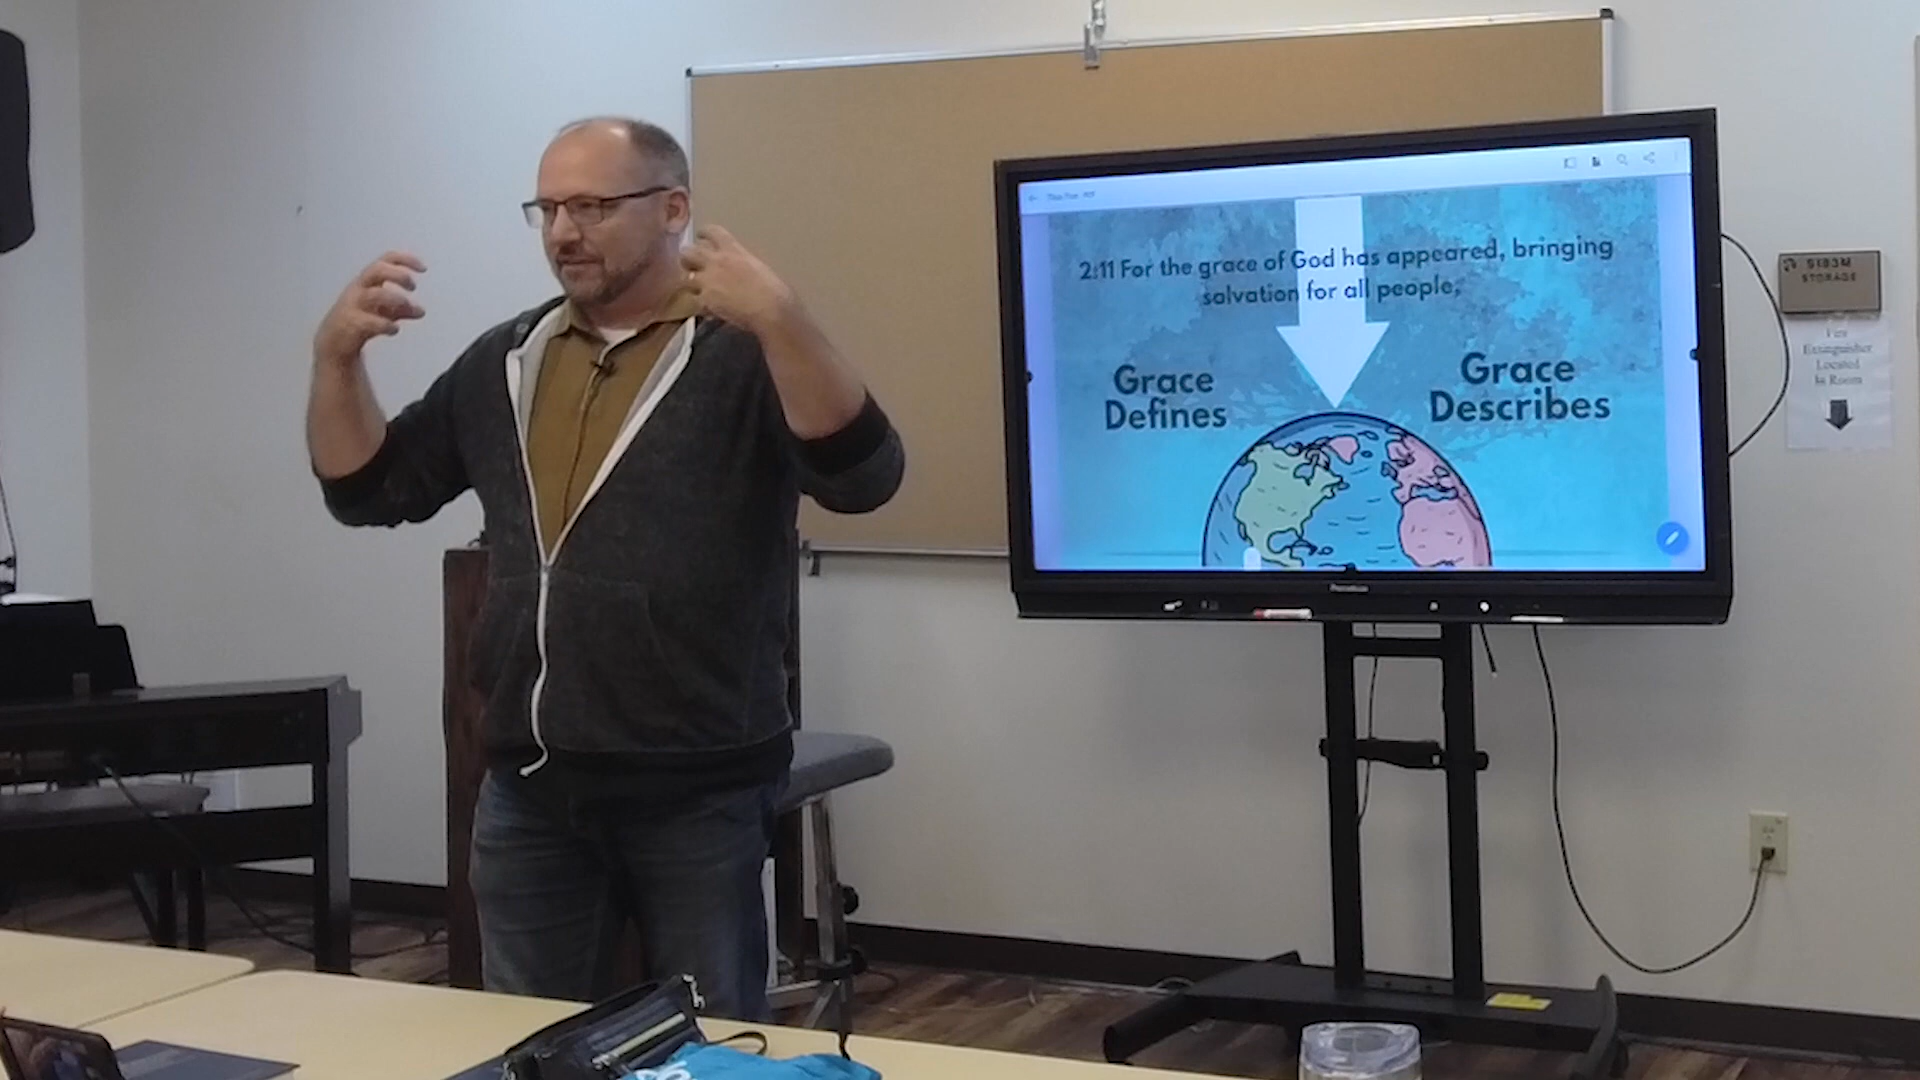 2:11 For the grace of God has appeared, bringing
salvation for all people,
Grace
Defines
Grace
Describes
STORAGE
Fire
Extinguisher
Located
In Room